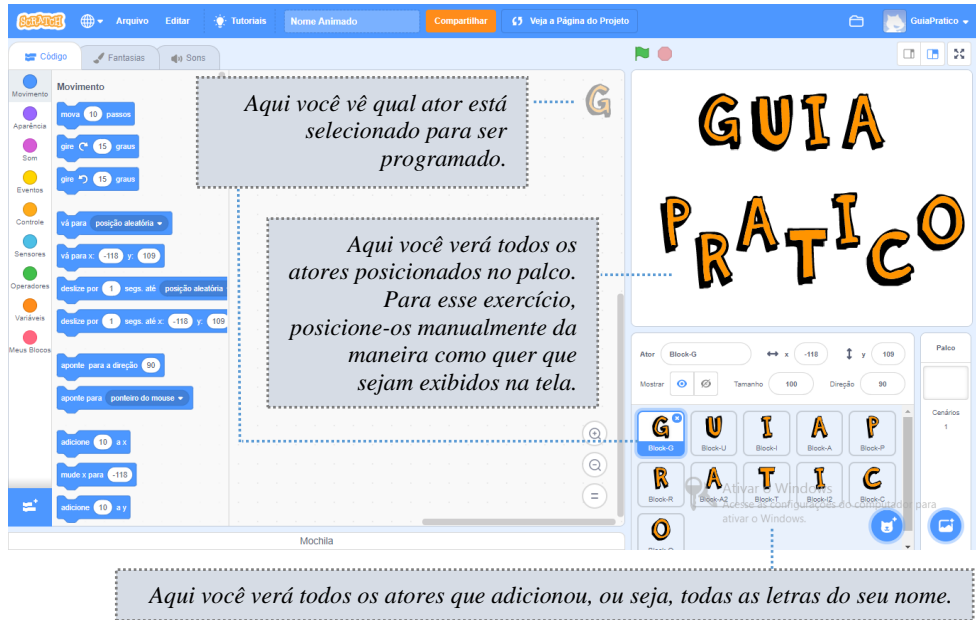 SCRATCH Arquivo Editar Tutoriais Nome Animado Compartilhar Veja a Página do Projeto GuiaPratico
Código Fantasias Sons
Movimento
Aparência
Som
Eventos
Controle
Sensores
Operadores
Variáveis
Meus Blocos
Movimento
mova 10 passos
gire 15 graus
gire 15 graus
vá para posição aleatória
vá para x: -118 y: 109
deslize por 1 segs. até posição aleatória
deslize por 1 segs. até x: -118 y: 109
aponte para a direção 90
aponte para ponteiro do mouse
adicione 10 a x
mude x para -118
adicione 10 a y
Aqui você vê qual ator está
selecionado para ser
programado.
G
Aqui você verá todos os
atores posicionados no palco.
Para esse exercício,
posicione-os manualmente da
maneira como quer que
sejam exibidos na tela.
Mochila
GUIA
PRATICO
Ator Block-G x -118 y 109
Mostrar Tamanho 100 Direção 90
G U I A P
Block-G Block-U Block-I Block-A Block-P
R A T I C
Block-R Block-A2 Block-T Block-I2 Block-C
O
Palco
Cenários
1
Ativar o Windows
Acesse as configurações do computador para
ativar o Windows.
Aqui você verá todos os atores que adicionou, ou seja, todas as letras do seu nome.